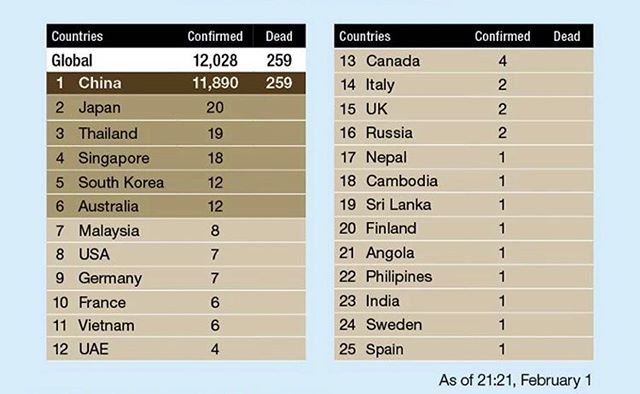 Countries Confirmed Dead
Global 12,028 259
1 China 11,890 259
2 Japan 20
3 Thailand 19
4 Singapore 18
5 South Korea 12
6 Australia 12
7 Malaysia 8
8 USA 7
9 Germany 7
10 France 6
11 Vietnam 6
12 UAE 4
Countries Confirmed Dead
13 Canada 4
14 Italy 2
15 UK 2
16 Russia 2
17 Nepal 1
18 Cambodia 1
19 Sri Lanka 1
20 Finland 1
21 Angola 1
22 Philipines 1
23 India 1
24 Sweden 1
25 Spain 1
As of 21:21, February 1